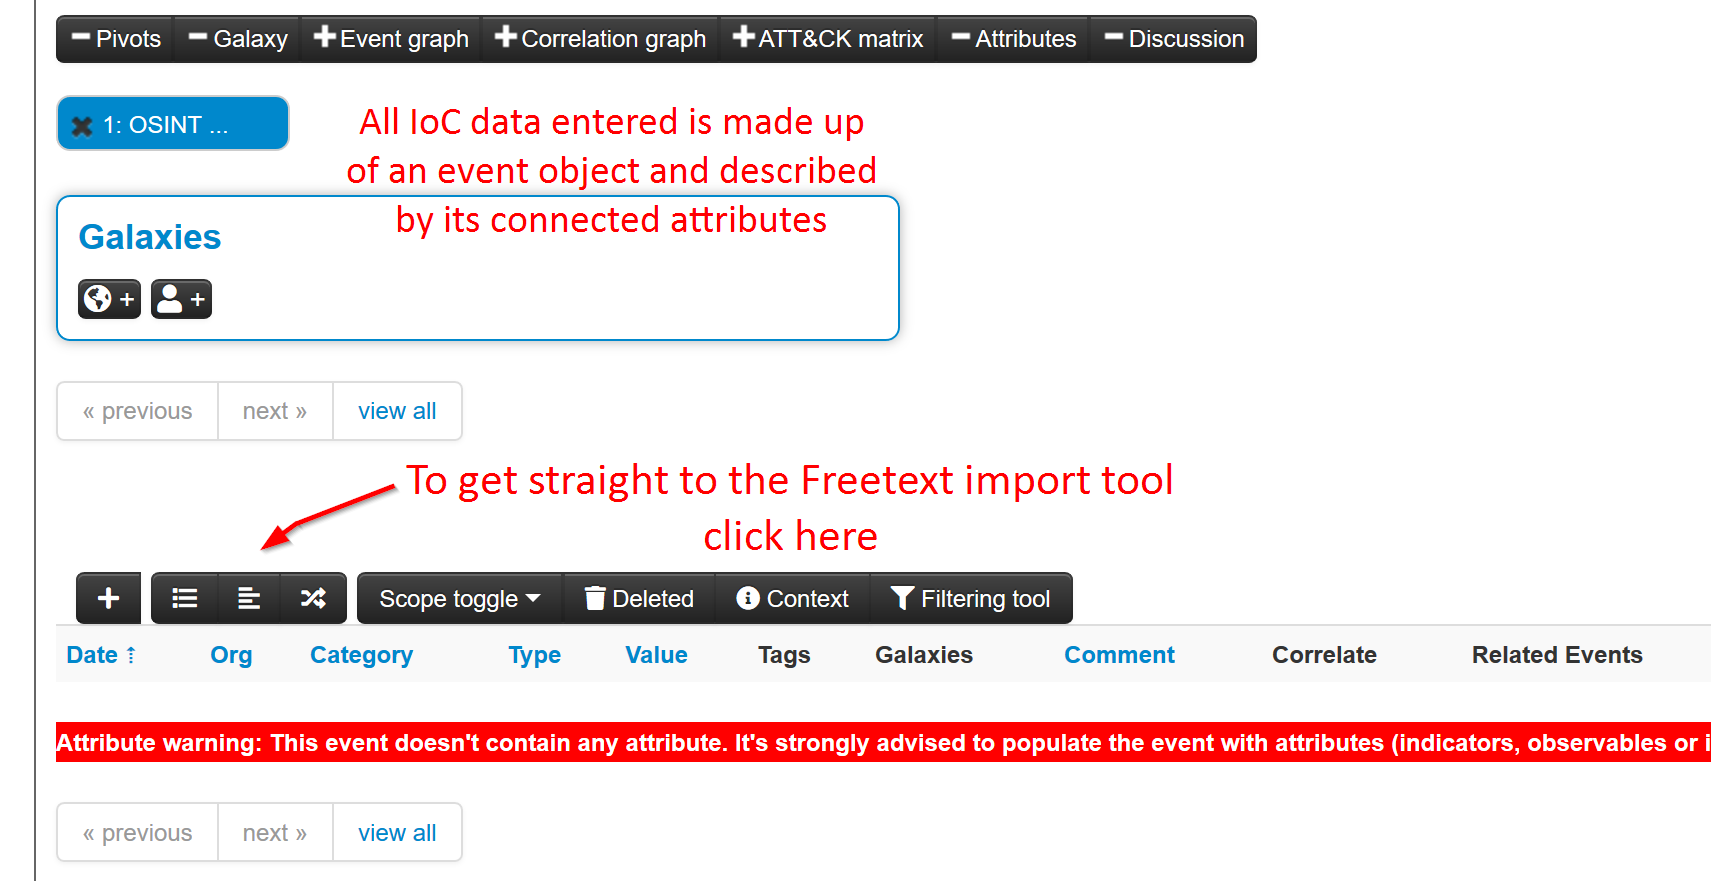 Pivots Galaxy Event graph Correlation graph ATT&CK matrix Attributes Discussion
1: OSINT ...
All IoC data entered is made up
of an event object and described
by its connected attributes
Galaxies
+ +
« previous next » view all
To get straight to the Freetext import tool
click here
Scope toggle Deleted Context Filtering tool
Date Org Category Type Value Tags Galaxies Comment Correlate Related Events
Attribute warning: This event doesn't contain any attribute. It's strongly advised to populate the event with attributes (indicators, observables or i
« previous next » view all